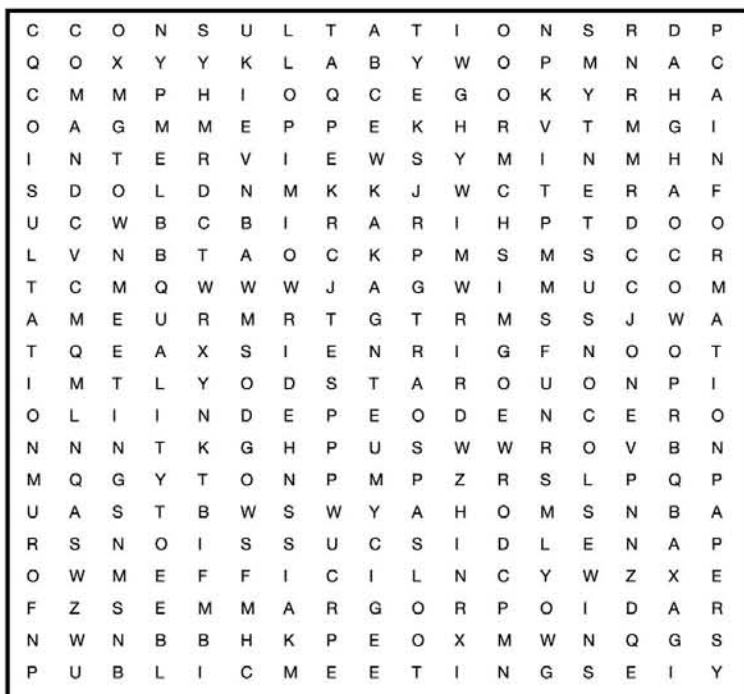 C C O N S U L T A T I O N S R D P
Q O X Y Y K L A B Y W O P M N A C
C M M P H I O Q C E G O K Y R H A
O A G M M E P P E K H R V T M G I
I N T E R V I E W S Y M I N M H N
S D O L D N M K K J W C T E R A F
U C W B C B I R A R I H P T D O O
L V N B T A O C K P M S M S C C R
T C M Q W W W J A G W I M U C O M
A M E U R M R T G T R M S S J W A
T Q E A X S I E N R I G F N O O T
I M T L Y O D S T A R O U O N P I
O L I I N D E P E O D E N C E R O
N N N T K G H P U S W W R O V B N
M Q G Y T O N P M P Z R S L P Q P
U A S T B W S W Y A H O M S N B A
R S N O I S S U C S I D L E N A P
O W M E F F I C I L N C Y W Z X E
F Z S E M M A R G O R P O I D A R
N W N B B H K P E O X M W N Q G S
P U B L I C M E E T I N G S E I Y